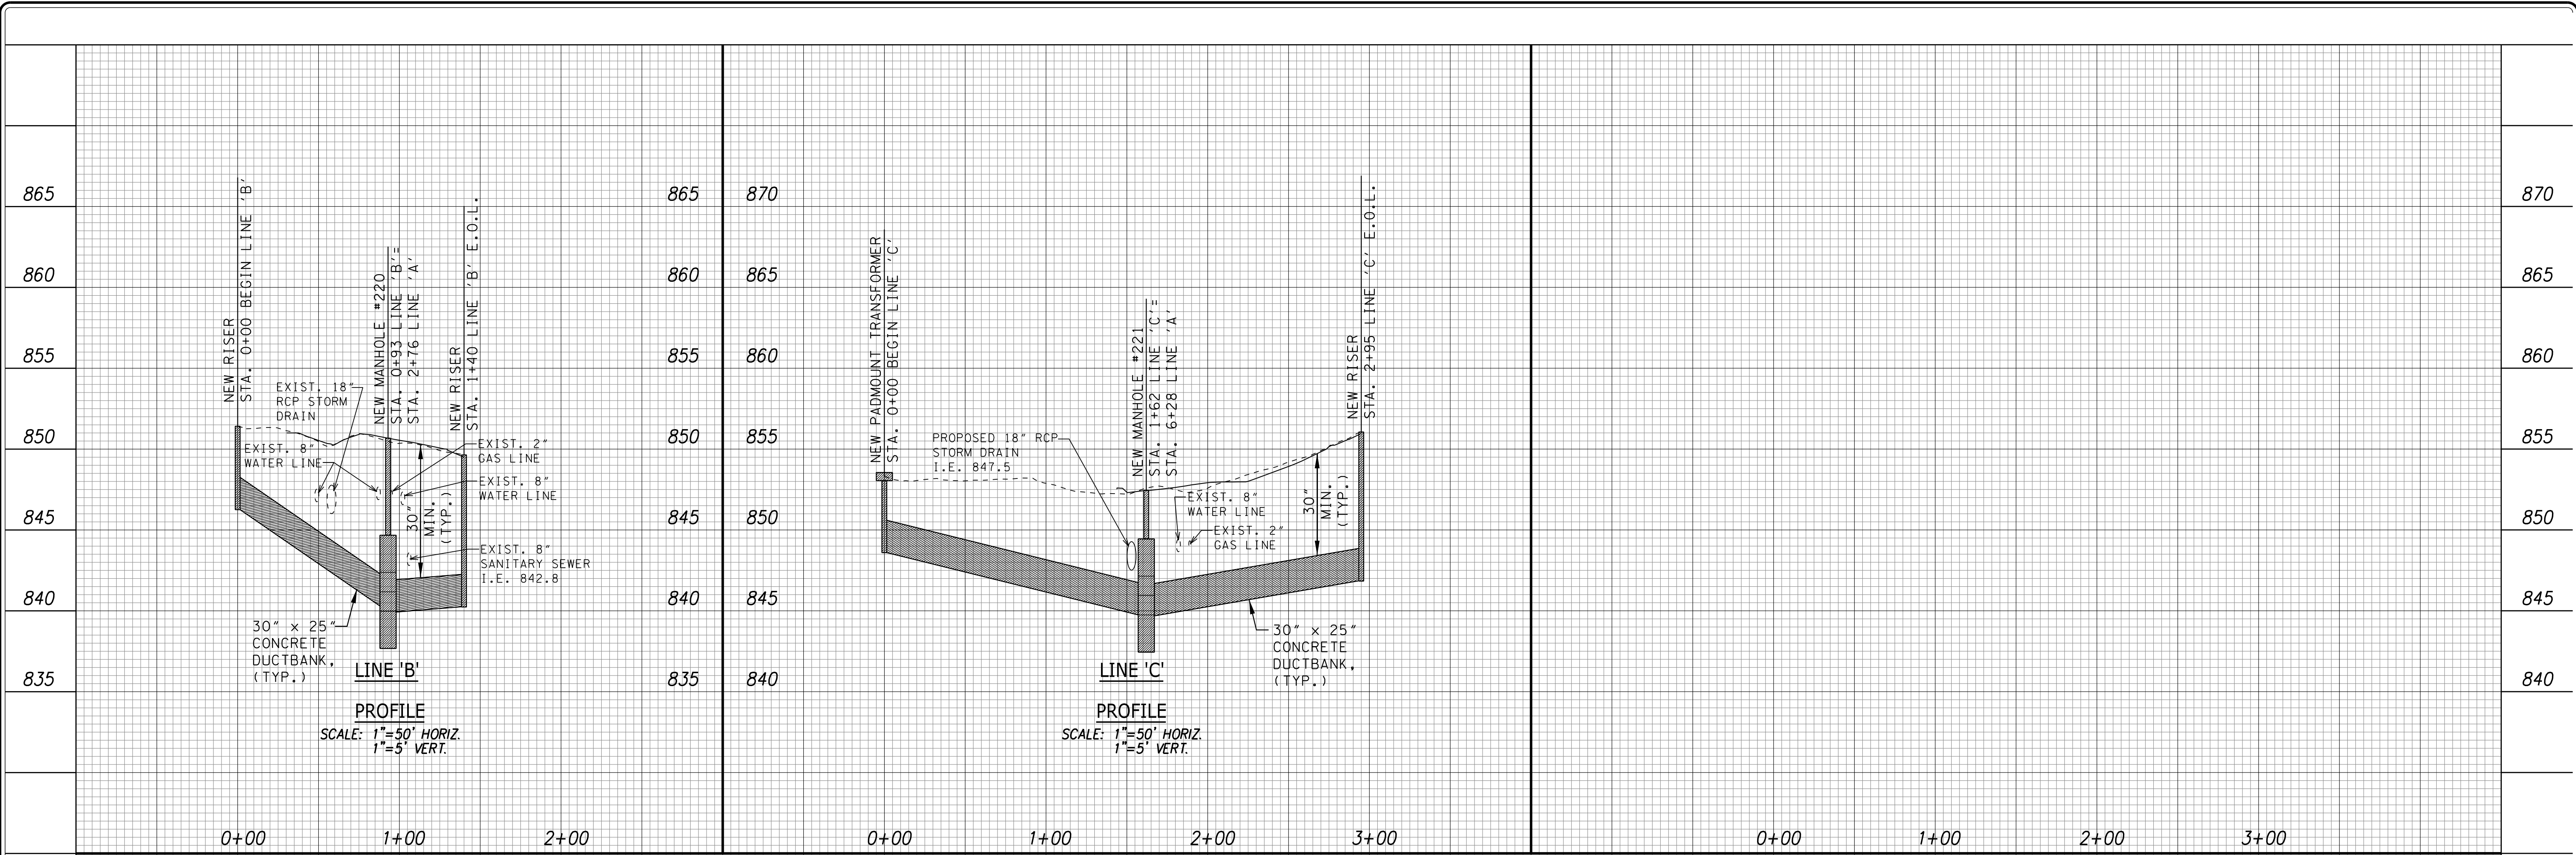 865
860
855
850
845
840
835
NEW RISER
STA. 0+00 BEGIN LINE 'B'
EXIST. 18"
RCP STORM
DRAIN
EXIST. 8"
WATER LINE
NEW MANHOLE #220
STA. 0+93 LINE 'B'=
STA. 2+76 LINE 'A'
NEW RISER
STA. 1+40 LINE 'B' E.O.L.
EXIST. 2"
GAS LINE
EXIST. 8"
WATER LINE
30"
MIN.
(TYP.)
EXIST. 8"
SANITARY SEWER
I.E. 842.8
30" x 25"
CONCRETE
DUCTBANK.
(TYP.)
LINE 'B'
PROFILE
SCALE: 1"=50' HORIZ.
1"=5' VERT.
0+00
1+00
2+00
865
860
855
850
845
840
835
870
865
860
855
850
845
840
NEW PADMOUNT TRANSFORMER
STA. 0+00 BEGIN LINE 'C'
PROPOSED 18" RCP
STORM DRAIN
I.E. 847.5
NEW MANHOLE #221
STA. 1+62 LINE 'C'=
STA. 6+28 LINE 'A'
EXIST. 8"
WATER LINE
EXIST. 2"
GAS LINE
30"
MIN.
(TYP.)
NEW RISER
STA. 2+95 LINE 'C' E.O.L.
30" x 25"
CONCRETE
DUCTBANK.
(TYP.)
LINE 'C'
PROFILE
SCALE: 1"=50' HORIZ.
1"=5' VERT.
0+00
1+00
2+00
3+00
0+00
1+00
2+00
3+00
870
865
860
855
850
845
840